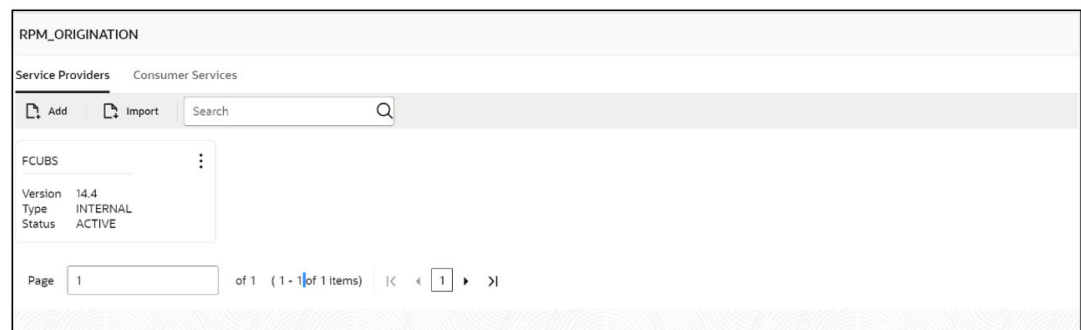 RPM_ORIGINATION
Service Providers Consumer Services
Add Import Search
FCUBS
Version 14.4
Type INTERNAL
Status ACTIVE
Page 1 of 1 ( 1 - 1 of 1 items) 1